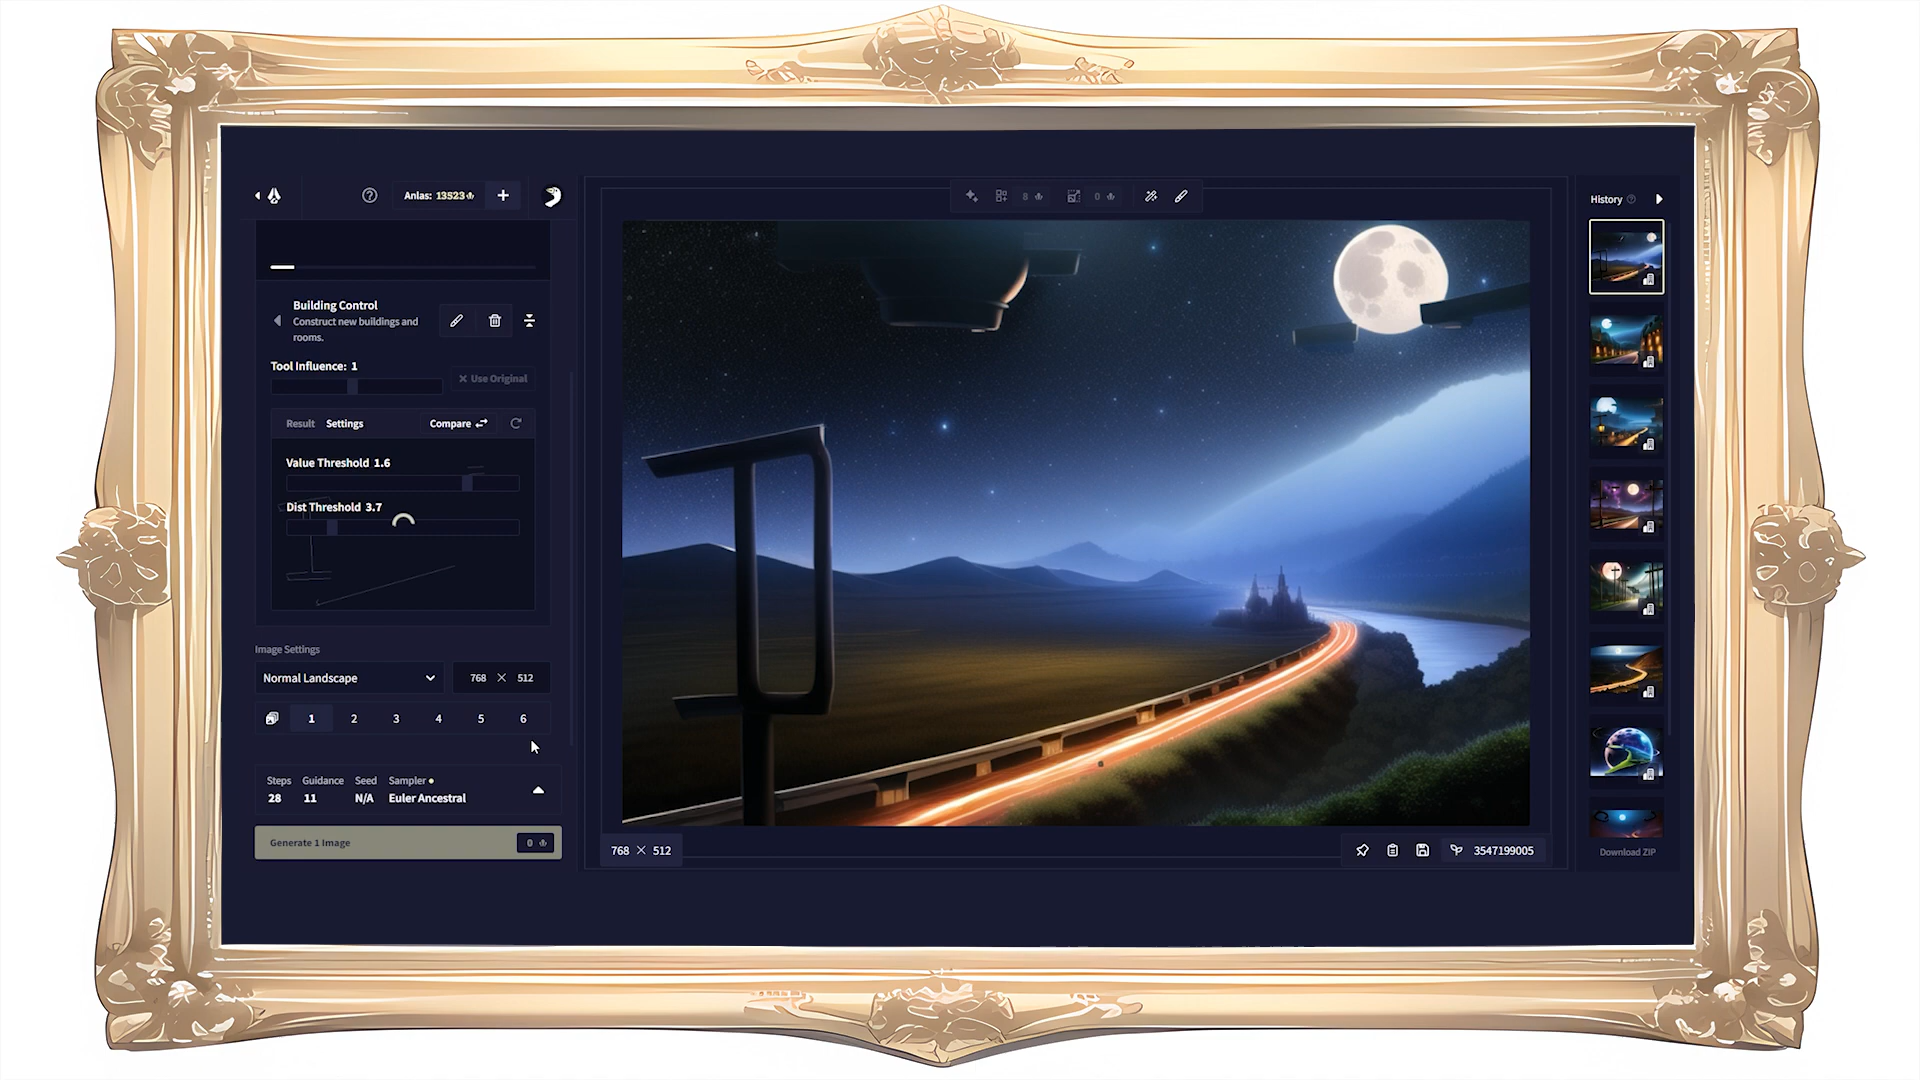 Anlas: 13523
8
0
History
Building Control
Construct new buildings and
rooms.
Tool Influence: 1
Use Original
Result Settings Compare
Value Threshold 1.6
Dist Threshold 3.7
Image Settings
Normal Landscape
768 X 512
1 2 3 4 5 6
Steps Guidance Seed Sampler
28 11 N/A Euler Ancestral
Generate 1 Image 0
768 X 512
3547199005
Download ZIP